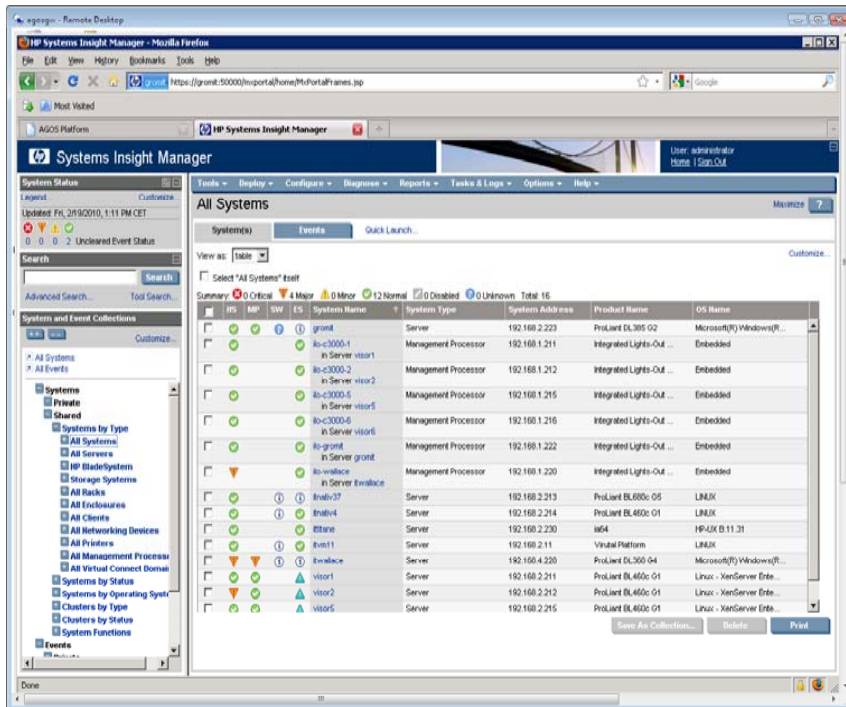 agosgw - Remote Desktop
HP Systems Insight Manager - Mozilla Firefox
File Edit View History Bookmarks Tools Help
gromit https://gromit:50000/mxportal/home/MxPortalFrames.jsp
Google
Most Visited
AGOS Platform
HP Systems Insight Manager
Systems Insight Manager
User: administrator
Home | Sign Out
System Status
Legend... Customize...
Updated: Fri, 2/19/2010, 1:11 PM CET
0 0 0 2 Uncleared Event Status
Search
Search
Advanced Search... Tool Search...
System and Event Collections
Customize...
All Systems
All Events
Systems
Private
Shared
Systems by Type
All Systems
All Servers
HP BladeSystem
Storage Systems
All Racks
All Enclosures
All Clients
All Networking Devices
All Printers
All Management Processo
All Virtual Connect Domain
Systems by Status
Systems by Operating Syste
Clusters by Type
Clusters by Status
System Functions
Events
Tools Deploy Configure Diagnose Reports Tasks & Logs Options Help
All Systems
Maximize ?
System(s) Events Quick Launch...
View as: table
Customize...
Select "All Systems" itself
Summary: 0 Critical 4 Major 0 Minor 12 Normal 0 Disabled 0 Unknown Total: 16
HS MP SW ES System Name System Type System Address Product Name OS Name
gromit Server 192.168.2.223 ProLiant DL385 G2 Microsoft(R) Windows(R...
ilo-c3000-1 Management Processor 192.168.1.211 Integrated Lights-Out ... Embedded
in Server visor1
ilo-c3000-2 Management Processor 192.168.1.212 Integrated Lights-Out ... Embedded
in Server visor2
ilo-c3000-5 Management Processor 192.168.1.215 Integrated Lights-Out ... Embedded
in Server visor5
ilo-c3000-6 Management Processor 192.168.1.216 Integrated Lights-Out ... Embedded
in Server visor6
ilo-gromit Management Processor 192.168.1.222 Integrated Lights-Out ... Embedded
in Server gromit
ilo-wallace Management Processor 192.168.1.220 Integrated Lights-Out ... Embedded
in Server itwallace
itnativ37 Server 192.168.2.213 ProLiant BL680c G5 LINUX
itnativ4 Server 192.168.2.214 ProLiant BL460c G1 LINUX
Server 192.168.2.230 ia64 HP-UX B.11.31
itvm11 Server 192.168.2.11 Virtual Platform LINUX
itwallace Server 192.168.4.220 ProLiant DL360 G4 Microsoft(R) Windows(R...
visor1 Server 192.168.2.211 ProLiant BL460c G1 Linux - XenServer Ente...
visor2 Server 192.168.2.212 ProLiant BL460c G1 Linux - XenServer Ente...
visor5 Server 192.168.2.215 ProLiant BL460c G1 Linux - XenServer Ente...
Save As Collection... Delete Print
Done